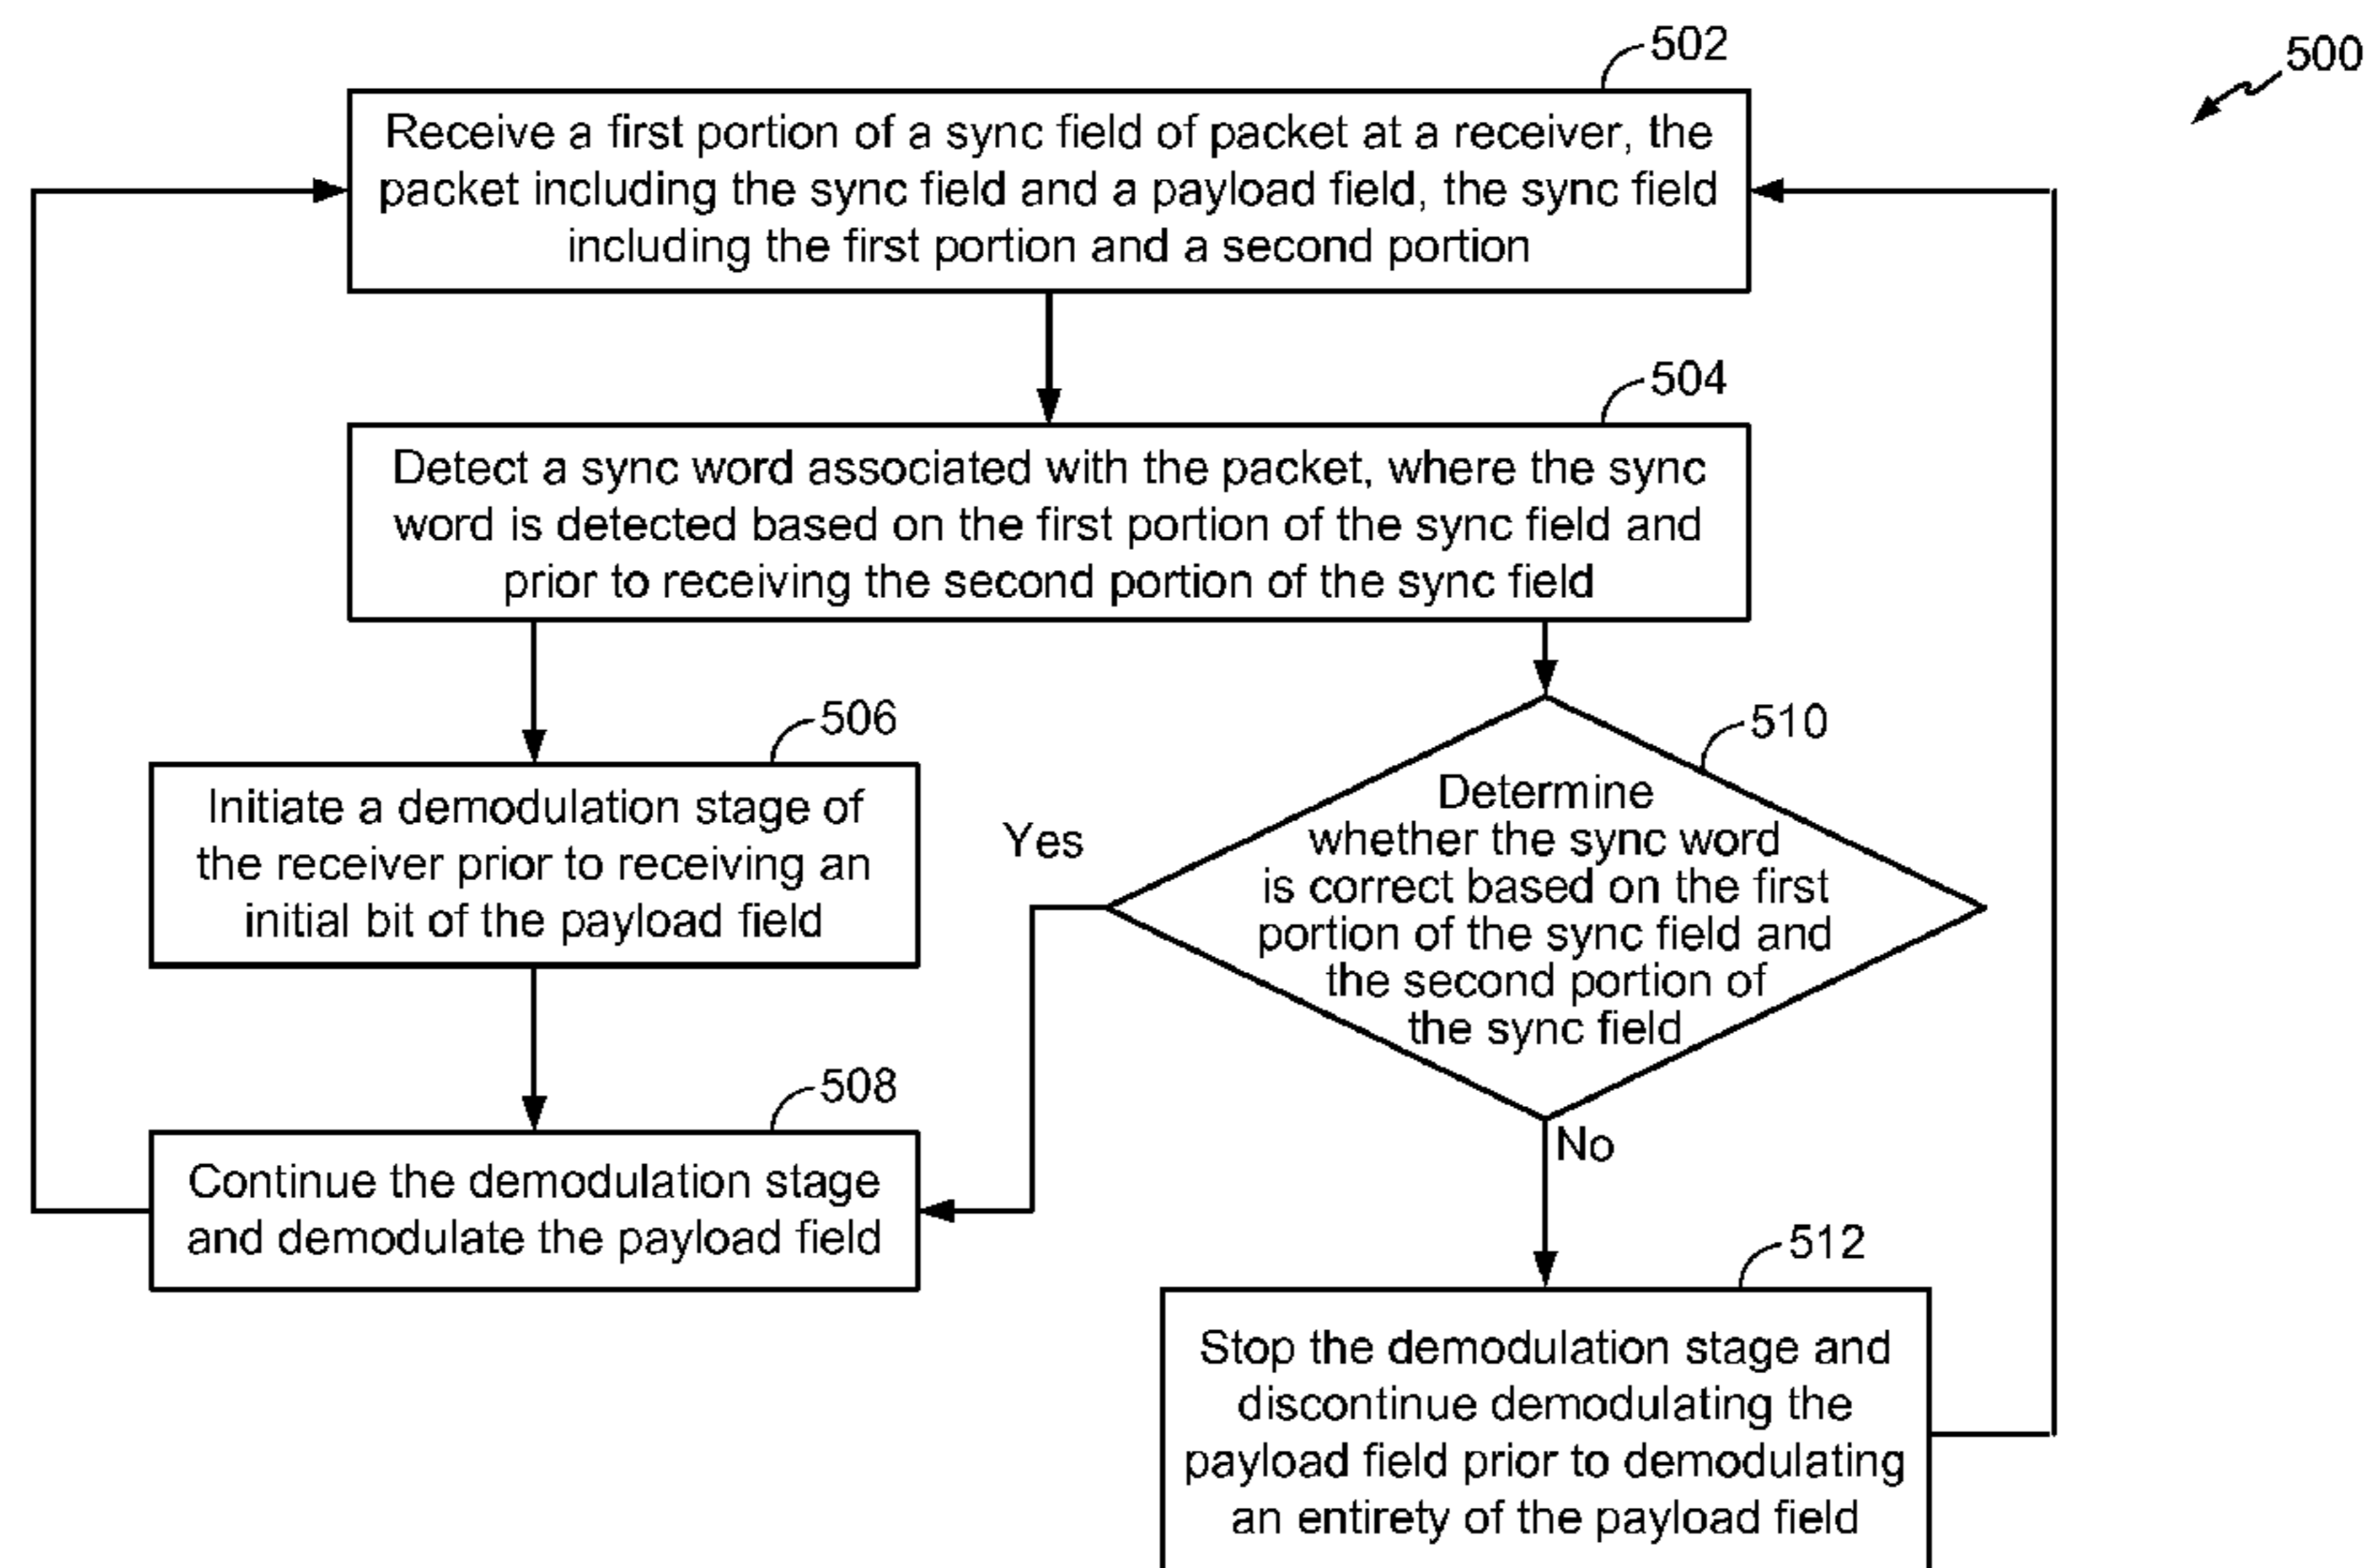 500
502
Receive a first portion of a sync field of packet at a receiver, the
packet including the sync field and a payload field, the sync field
including the first portion and a second portion
504
Detect a sync word associated with the packet, where the sync
word is detected based on the first portion of the sync field and
prior to receiving the second portion of the sync field
506
Initiate a demodulation stage of
the receiver prior to receiving an
initial bit of the payload field
510
Determine
whether the sync word
is correct based on the first
portion of the sync field and
the second portion of
the sync field
Yes
No
508
Continue the demodulation stage
and demodulate the payload field
512
Stop the demodulation stage and
discontinue demodulating the
payload field prior to demodulating
an entirety of the payload field